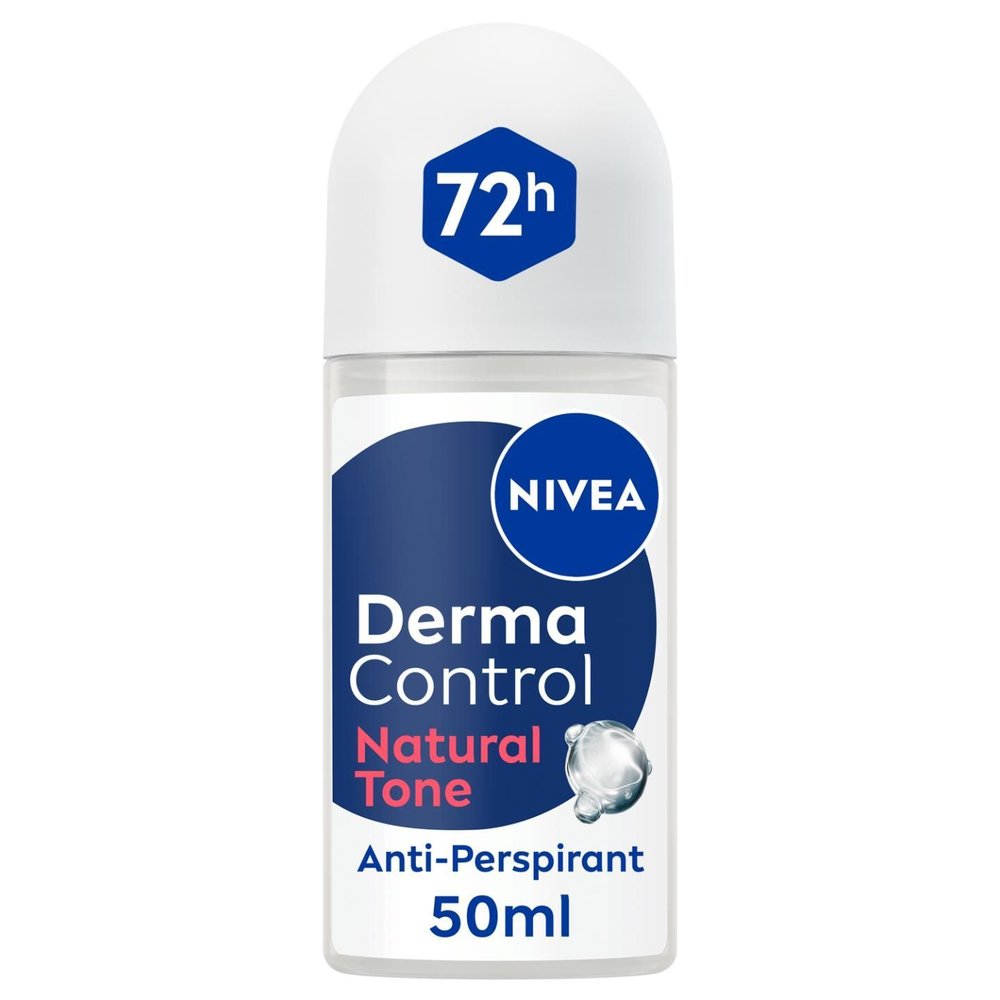 72h
NIVEA
Derma
Control
Natural
Tone
Anti-Perspirant
50ml